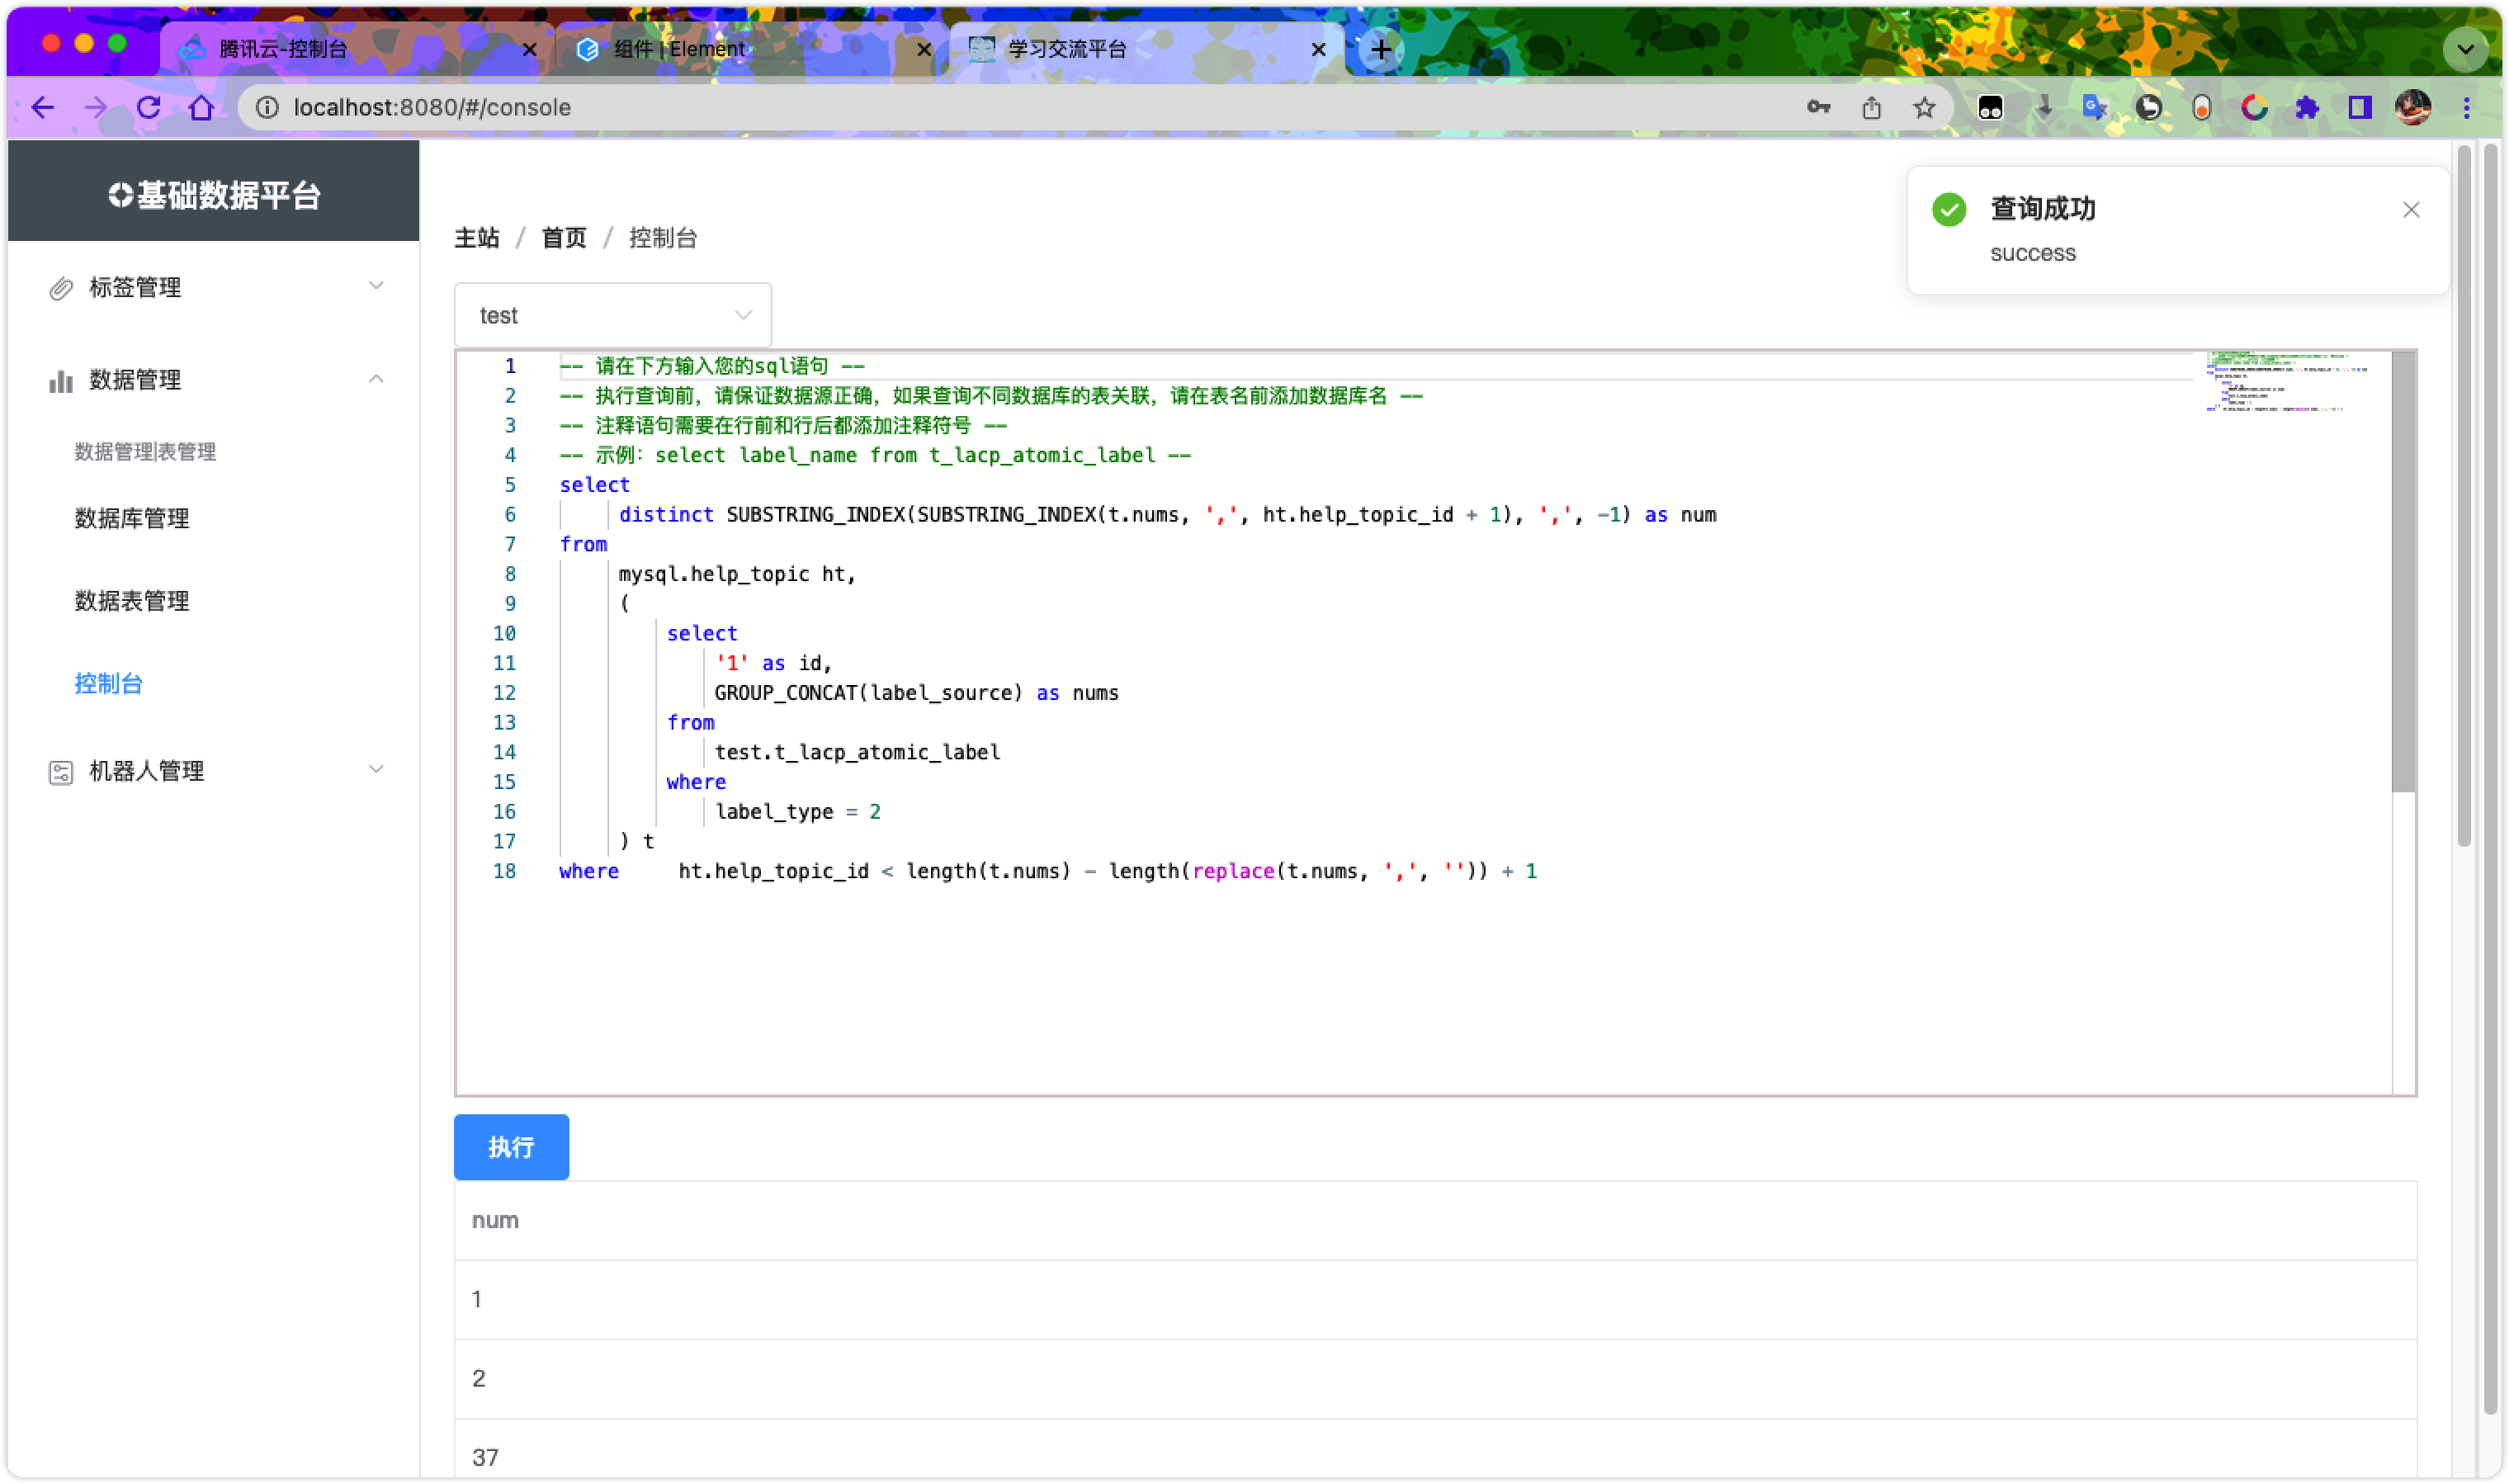 腾讯云-控制台
组件 | Element
学习交流平台
localhost:8080/#/console
基础数据平台
标签管理
数据管理
数据管理|表管理
数据库管理
数据表管理
控制台
机器人管理
主站 / 首页 / 控制台
查询成功
success
test
1 -- 请在下方输入您的sql语句 --
2 -- 执行查询前，请保证数据源正确，如果查询不同数据库的表关联，请在表名前添加数据库名 --
3 -- 注释语句需要在行前和行后都添加注释符号 --
4 -- 示例：select label_name from t_lacp_atomic_label --
5 select
6 distinct SUBSTRING_INDEX(SUBSTRING_INDEX(t.nums, ',', ht.help_topic_id + 1), ',', -1) as num
7 from
8 mysql.help_topic ht,
9 (
10 select
11 '1' as id,
12 GROUP_CONCAT(label_source) as nums
13 from
14 test.t_lacp_atomic_label
15 where
16 label_type = 2
17 ) t
18 where ht.help_topic_id < length(t.nums) - length(replace(t.nums, ',', '')) + 1
执行
num
1
2
37